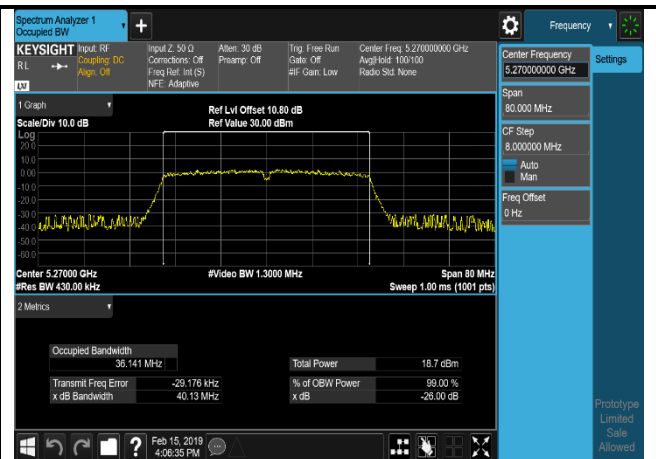 Spectrum Analyzer 1
Occupied BW
Frequency
KEYSIGHT Input: RF
RL
Coupling: DC
Align: Off
Input Z: 50 Ω
Corrections: Off
Freq Ref: Int (S)
NFE: Adaptive
Atten: 30 dB
Preamp: Off
Trig: Free Run
Gate: Off
#IF Gain: Low
Center Freq: 5.270000000 GHz
Avg|Hold: 100/100
Radio Std: None
Center Frequency
5.270000000 GHz
Settings
Span
80.000 MHz
CF Step
8.000000 MHz
Auto
Man
Freq Offset
0 Hz
1 Graph
Scale/Div 10.0 dB
Ref Lvl Offset 10.80 dB
Ref Value 30.00 dBm
Log
20.0
10.0
0.00
-10.0
-20.0
-30.0
-40.0
-50.0
-60.0
Center 5.27000 GHz
#Res BW 430.00 kHz
#Video BW 1.3000 MHz
Span 80 MHz
Sweep 1.00 ms (1001 pts)
2 Metrics
Occupied Bandwidth
36.141 MHz
Total Power 18.7 dBm
Transmit Freq Error -29.176 kHz
% of OBW Power 99.00 %
x dB Bandwidth 40.13 MHz
x dB -26.00 dB
Prototype
Limited
Sale
Allowed
Feb 15, 2019
4:06:35 PM